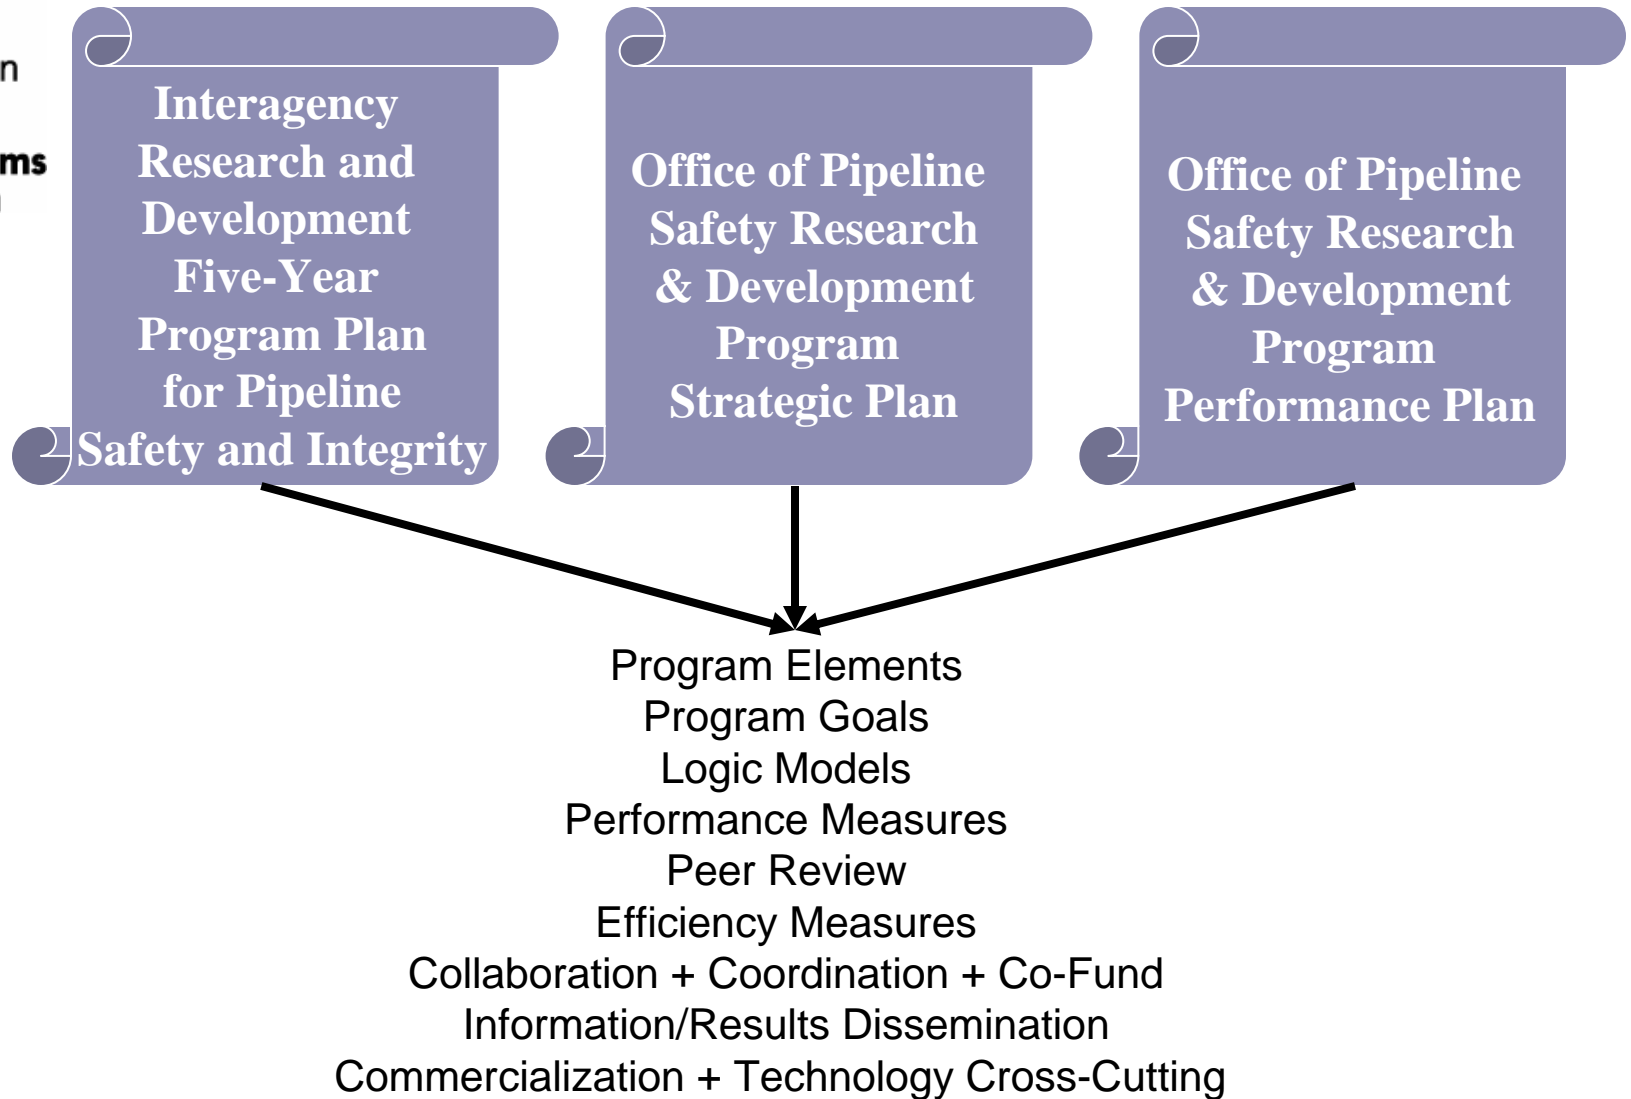 ms
Interagency
Research and
Development
Five-Year
Program Plan
for Pipeline
Safety and Integrity
Office of Pipeline
Safety Research
& Development
Program
Strategic Plan
Office of Pipeline
Safety Research
& Development
Program
Performance Plan
Program Elements
Program Goals
Logic Models
Performance Measures
Peer Review
Efficiency Measures
Collaboration + Coordination + Co-Fund
Information/Results Dissemination
Commercialization + Technology Cross-Cutting